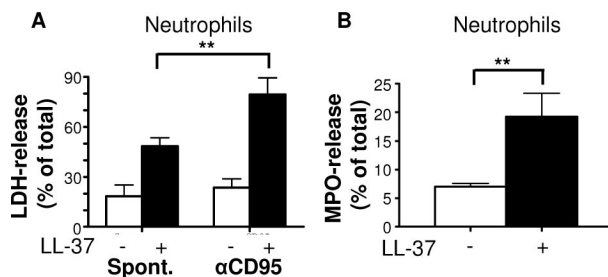 A
Neutrophils
**
LDH-release
(% of total)
90
60
30
0
LL-37 - + - +
Spont. αCD95
B
Neutrophils
**
MPO-release
(% of total)
25
20
15
10
5
0
LL-37 - +